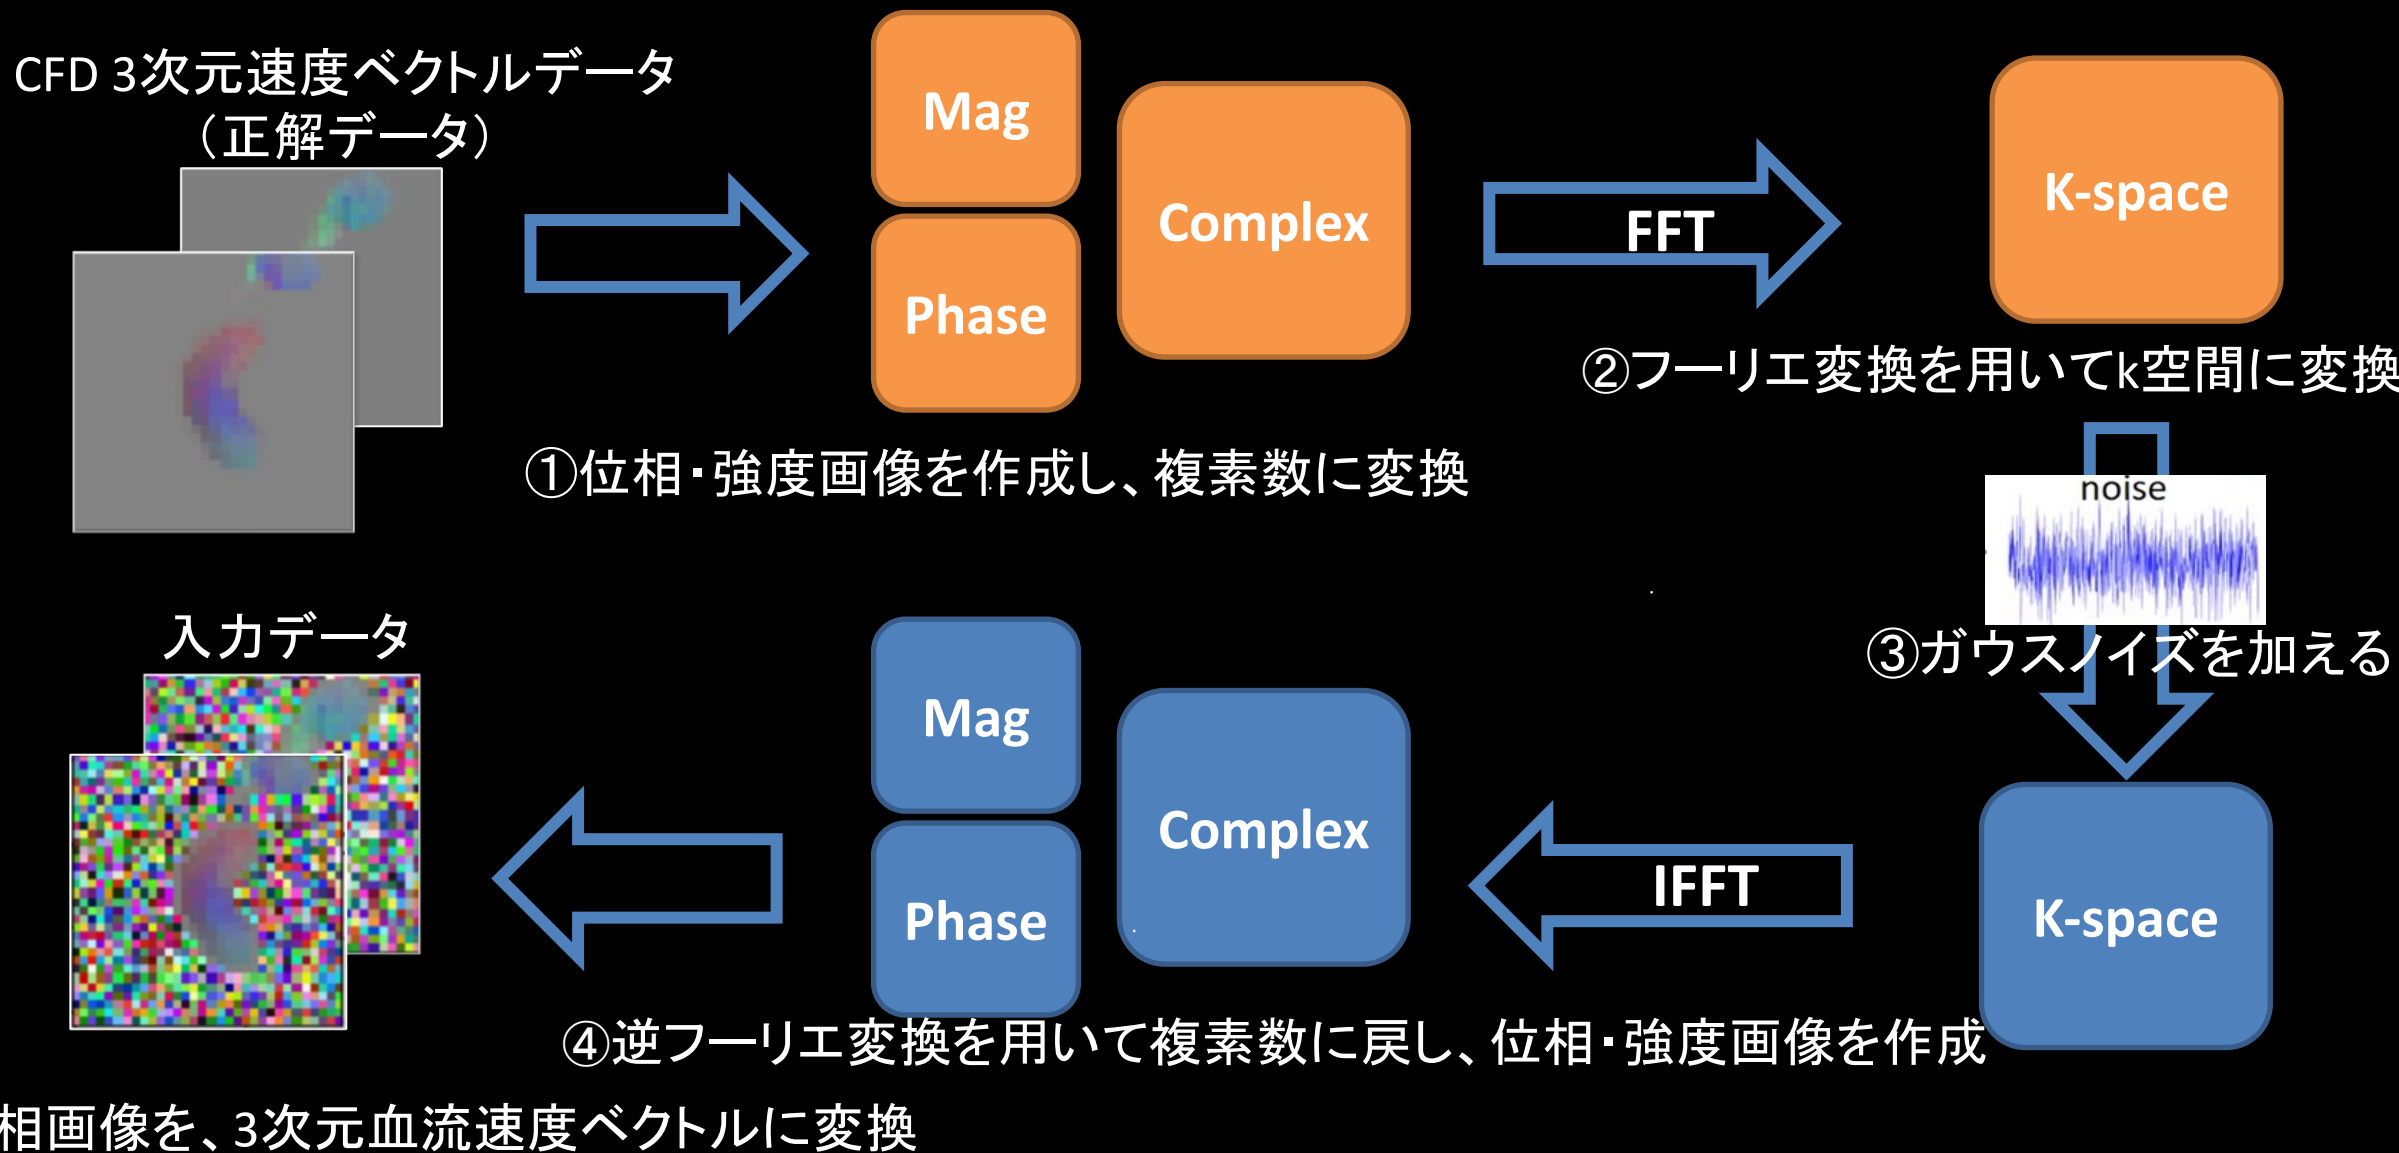 CFD 3次元速度ベクトルデータ
（正解データ）
Mag
Phase
Complex
FFT
K-space
①位相・強度画像を作成し、複素数に変換
②フーリエ変換を用いてk空間に変換
noise
③ガウスノイズを加える
K-space
IFFT
Complex
Mag
Phase
④逆フーリエ変換を用いて複素数に戻し、位相・強度画像を作成
入力データ
相画像を、3次元血流速度ベクトルに変換